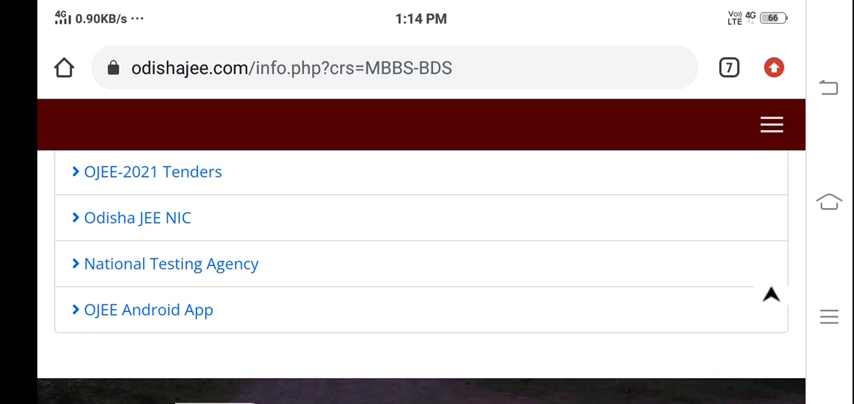 4G 0.90KB/s ···
1:14 PM
Vo)) LTE 4G 66
odishajee.com/info.php?crs=MBBS-BDS
7
OJEE-2021 Tenders
Odisha JEE NIC
National Testing Agency
OJEE Android App